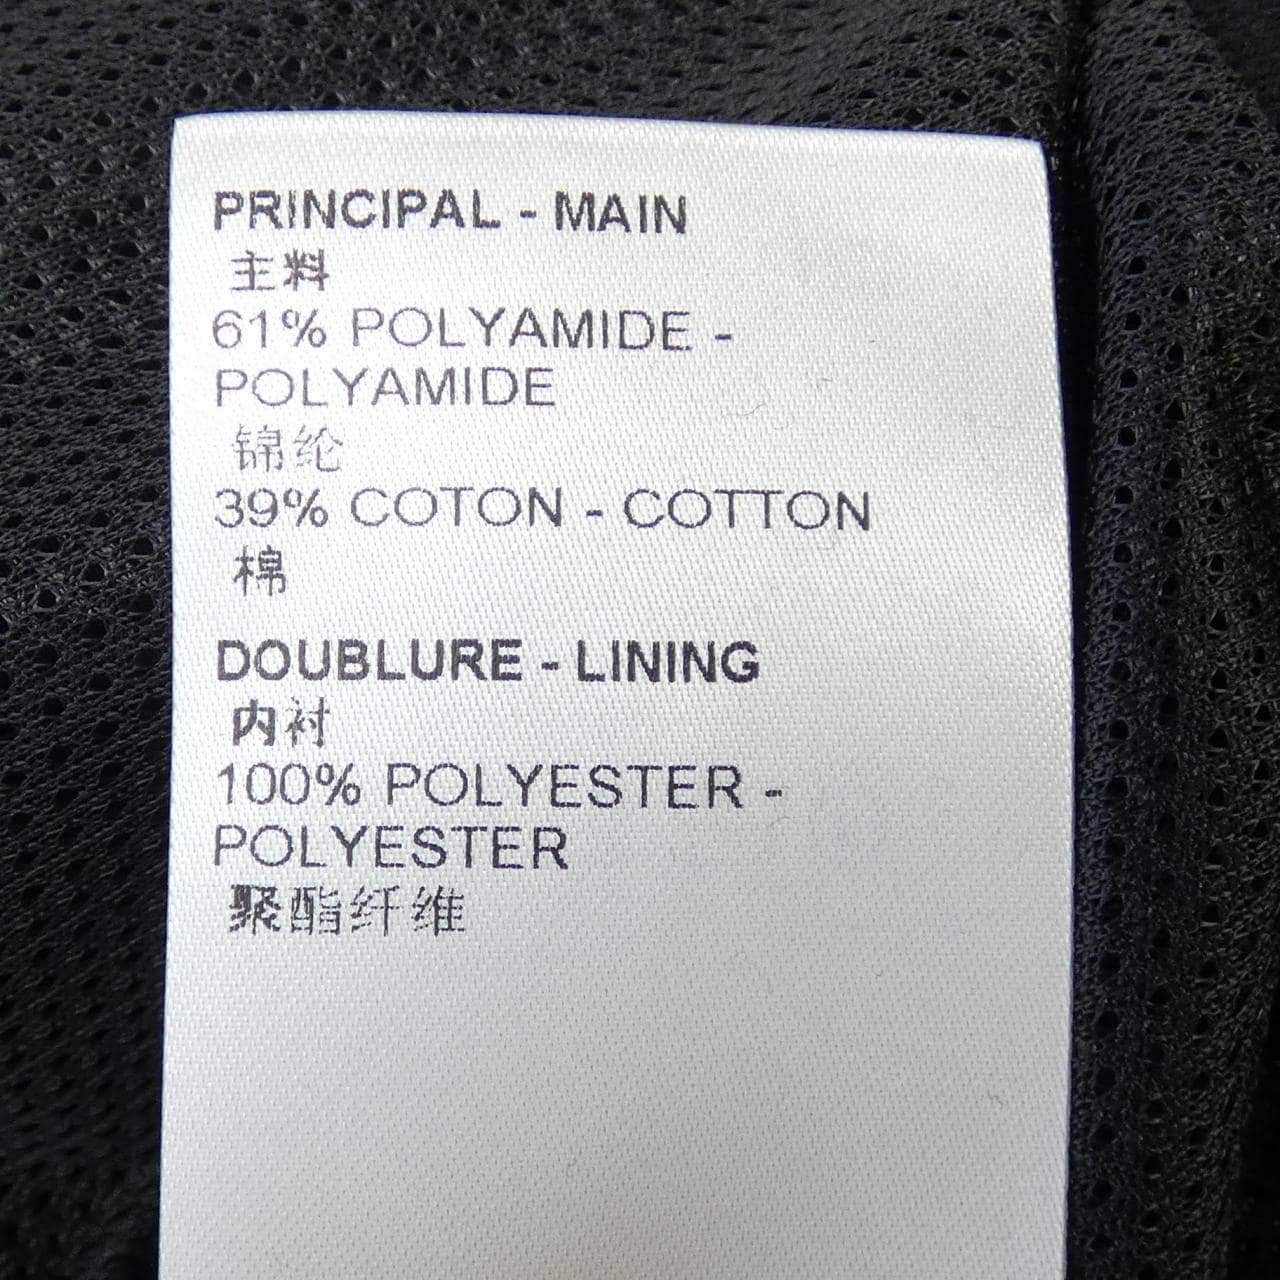 PRINCIPAL - MAIN
主料
61% POLYAMIDE -
POLYAMIDE
锦纶
39% COTON - COTTON
棉
DOUBLURE - LINING
内衬
100% POLYESTER -
POLYESTER
聚酯纤维